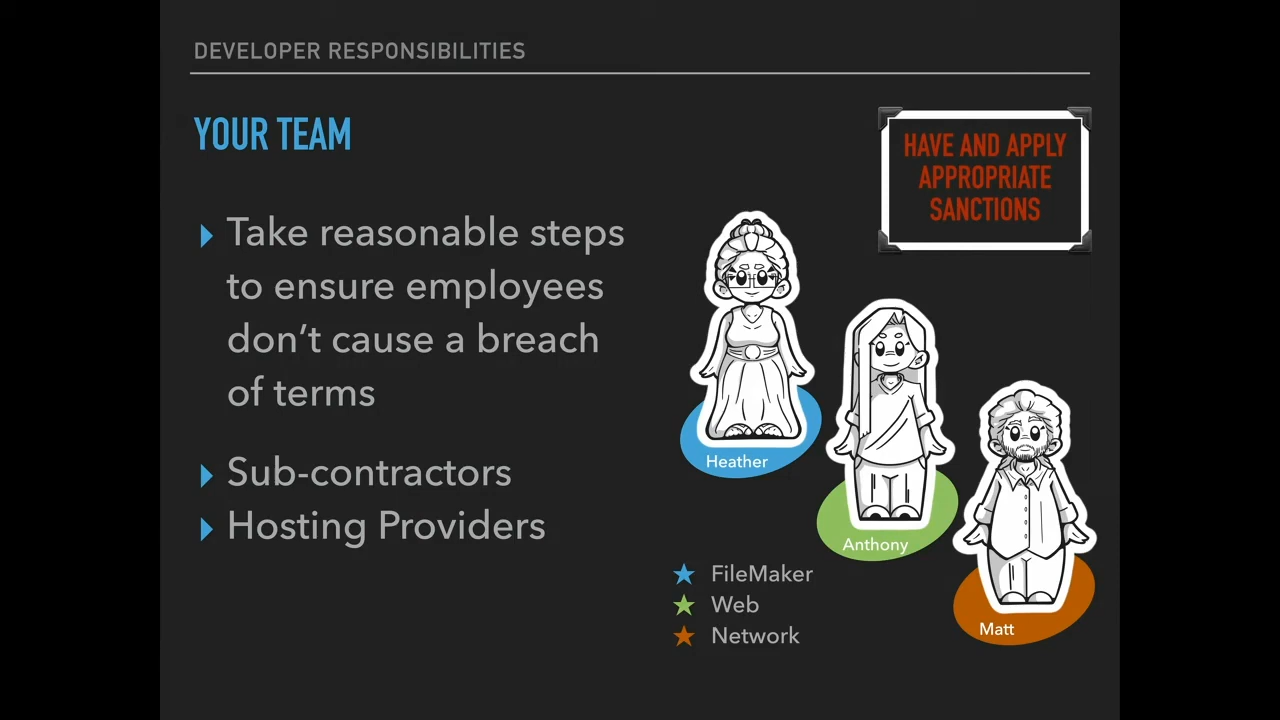 DEVELOPER RESPONSIBILITIES
YOUR TEAM
HAVE AND APPLY
APPROPRIATE
SANCTIONS
Take reasonable steps
to ensure employees
don’t cause a breach
of terms
Sub-contractors
Hosting Providers
Heather
Anthony
Matt
FileMaker
Web
Network